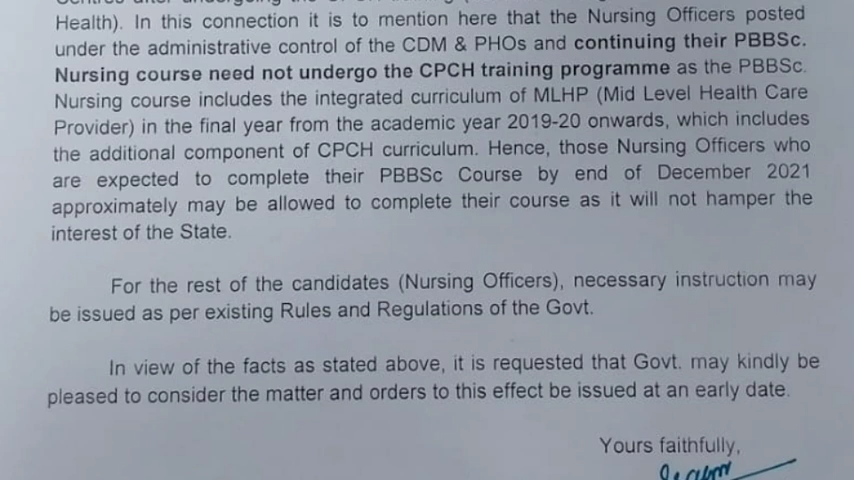 Health). In this connection it is to mention here that the Nursing Officers posted
under the administrative control of the CDM & PHOs and continuing their PBBSc.
Nursing course need not undergo the CPCH training programme as the PBBSc.
Nursing course includes the integrated curriculum of MLHP (Mid Level Health Care
Provider) in the final year from the academic year 2019-20 onwards, which includes
the additional component of CPCH curriculum. Hence, those Nursing Officers who
are expected to complete their PBBSc Course by end of December 2021
approximately may be allowed to complete their course as it will not hamper the
interest of the State.
For the rest of the candidates (Nursing Officers), necessary instruction may
be issued as per existing Rules and Regulations of the Govt.
In view of the facts as stated above, it is requested that Govt. may kindly be
pleased to consider the matter and orders to this effect be issued at an early date.
Yours faithfully,